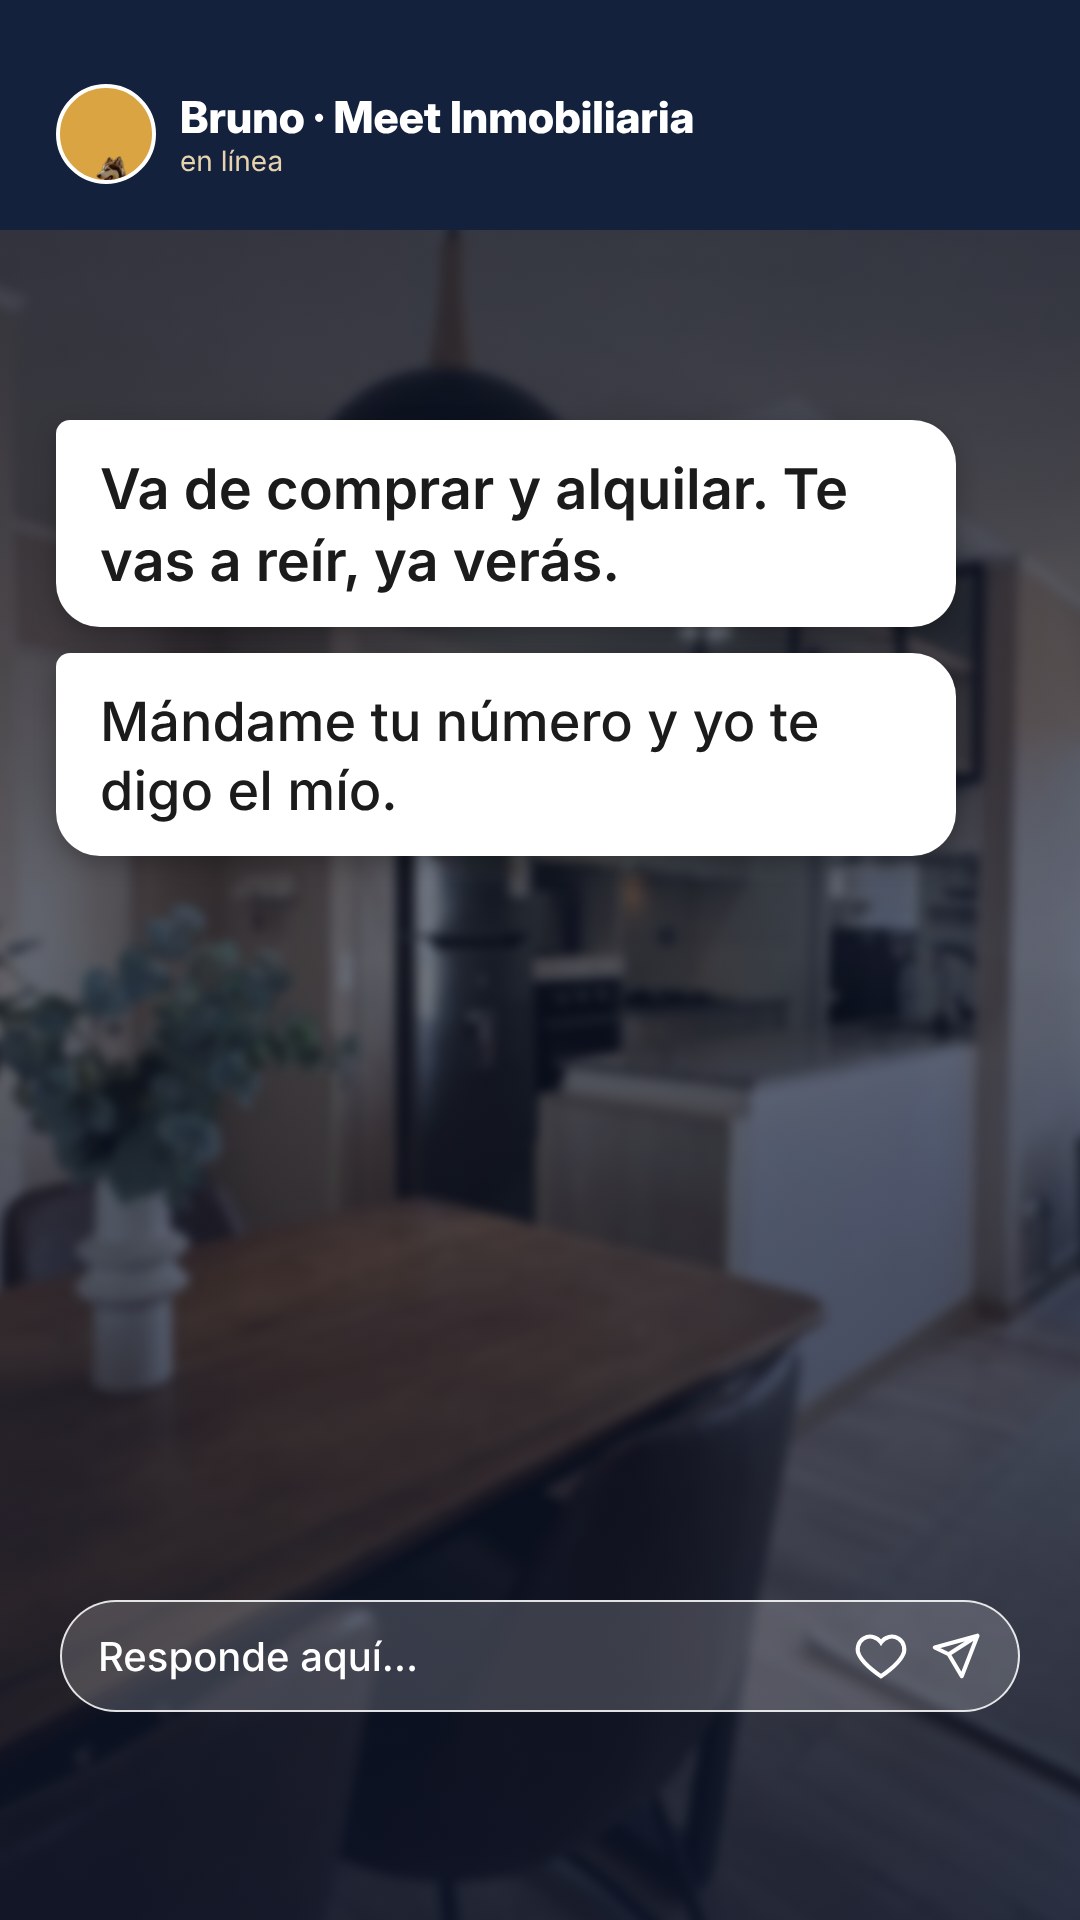 Bruno · Meet Inmobiliaria
en línea
Va de comprar y alquilar. Te
vas a reír, ya verás.
Mándame tu número y yo te
digo el mío.
Responde aquí...